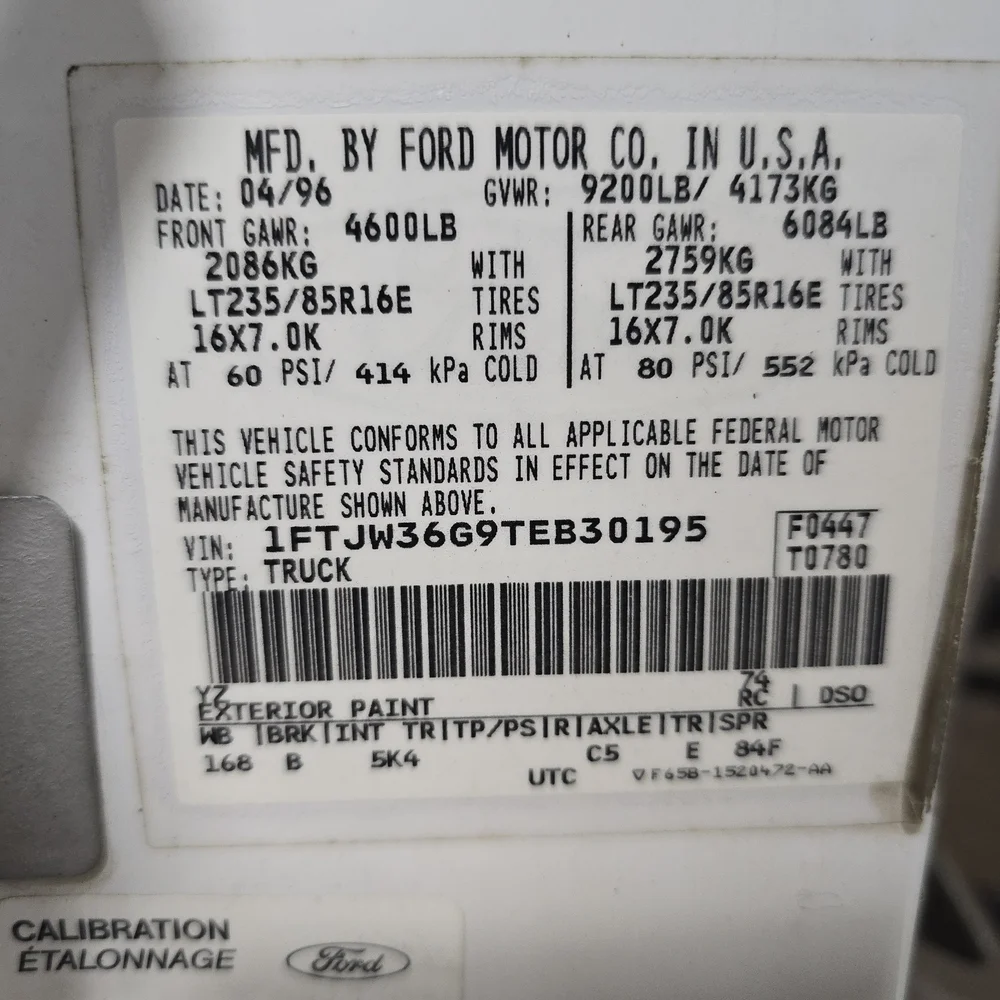 MFD. BY FORD MOTOR CO. IN U.S.A.
DATE: 04/96 GVWR: 9200LB/ 4173KG
FRONT GAWR: 4600LB REAR GAWR: 6084LB
2086KG WITH 2759KG WITH
LT235/85R16E TIRES LT235/85R16E TIRES
16X7.0K RIMS 16X7.0K RIMS
AT 60 PSI/ 414 kPa COLD AT 80 PSI/ 552 kPa COLD
THIS VEHICLE CONFORMS TO ALL APPLICABLE FEDERAL MOTOR
VEHICLE SAFETY STANDARDS IN EFFECT ON THE DATE OF
MANUFACTURE SHOWN ABOVE.
VIN: 1FTJW36G9TEB30195 F0447
TYPE: TRUCK T0780
YZ 74
EXTERIOR PAINT RC | DSO
WB |BRK|INT TR|TP/PS|R|AXLE|TR|SPR
168 B 5K4 C5 E 84F
UTC ▽F65B-1520472-AA
CALIBRATION
ÉTALONNAGE
Ford